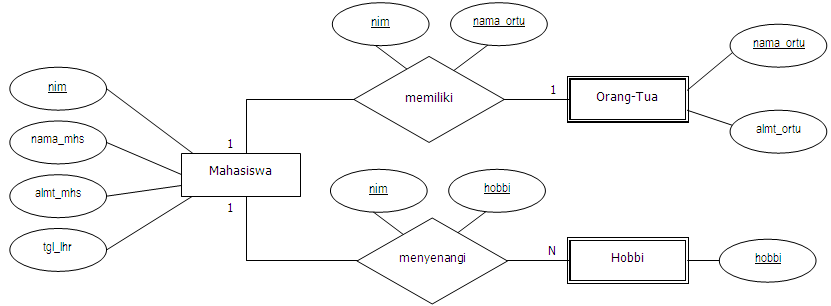 nim
nama_ortu
nama_ortu
nim
memiliki
1
Orang-Tua
nama_mhs
1
almt_ortu
Mahasiswa
almt_mhs
1
nim
hobbi
tgl_lhr
menyenangi
N
Hobbi
hobbi